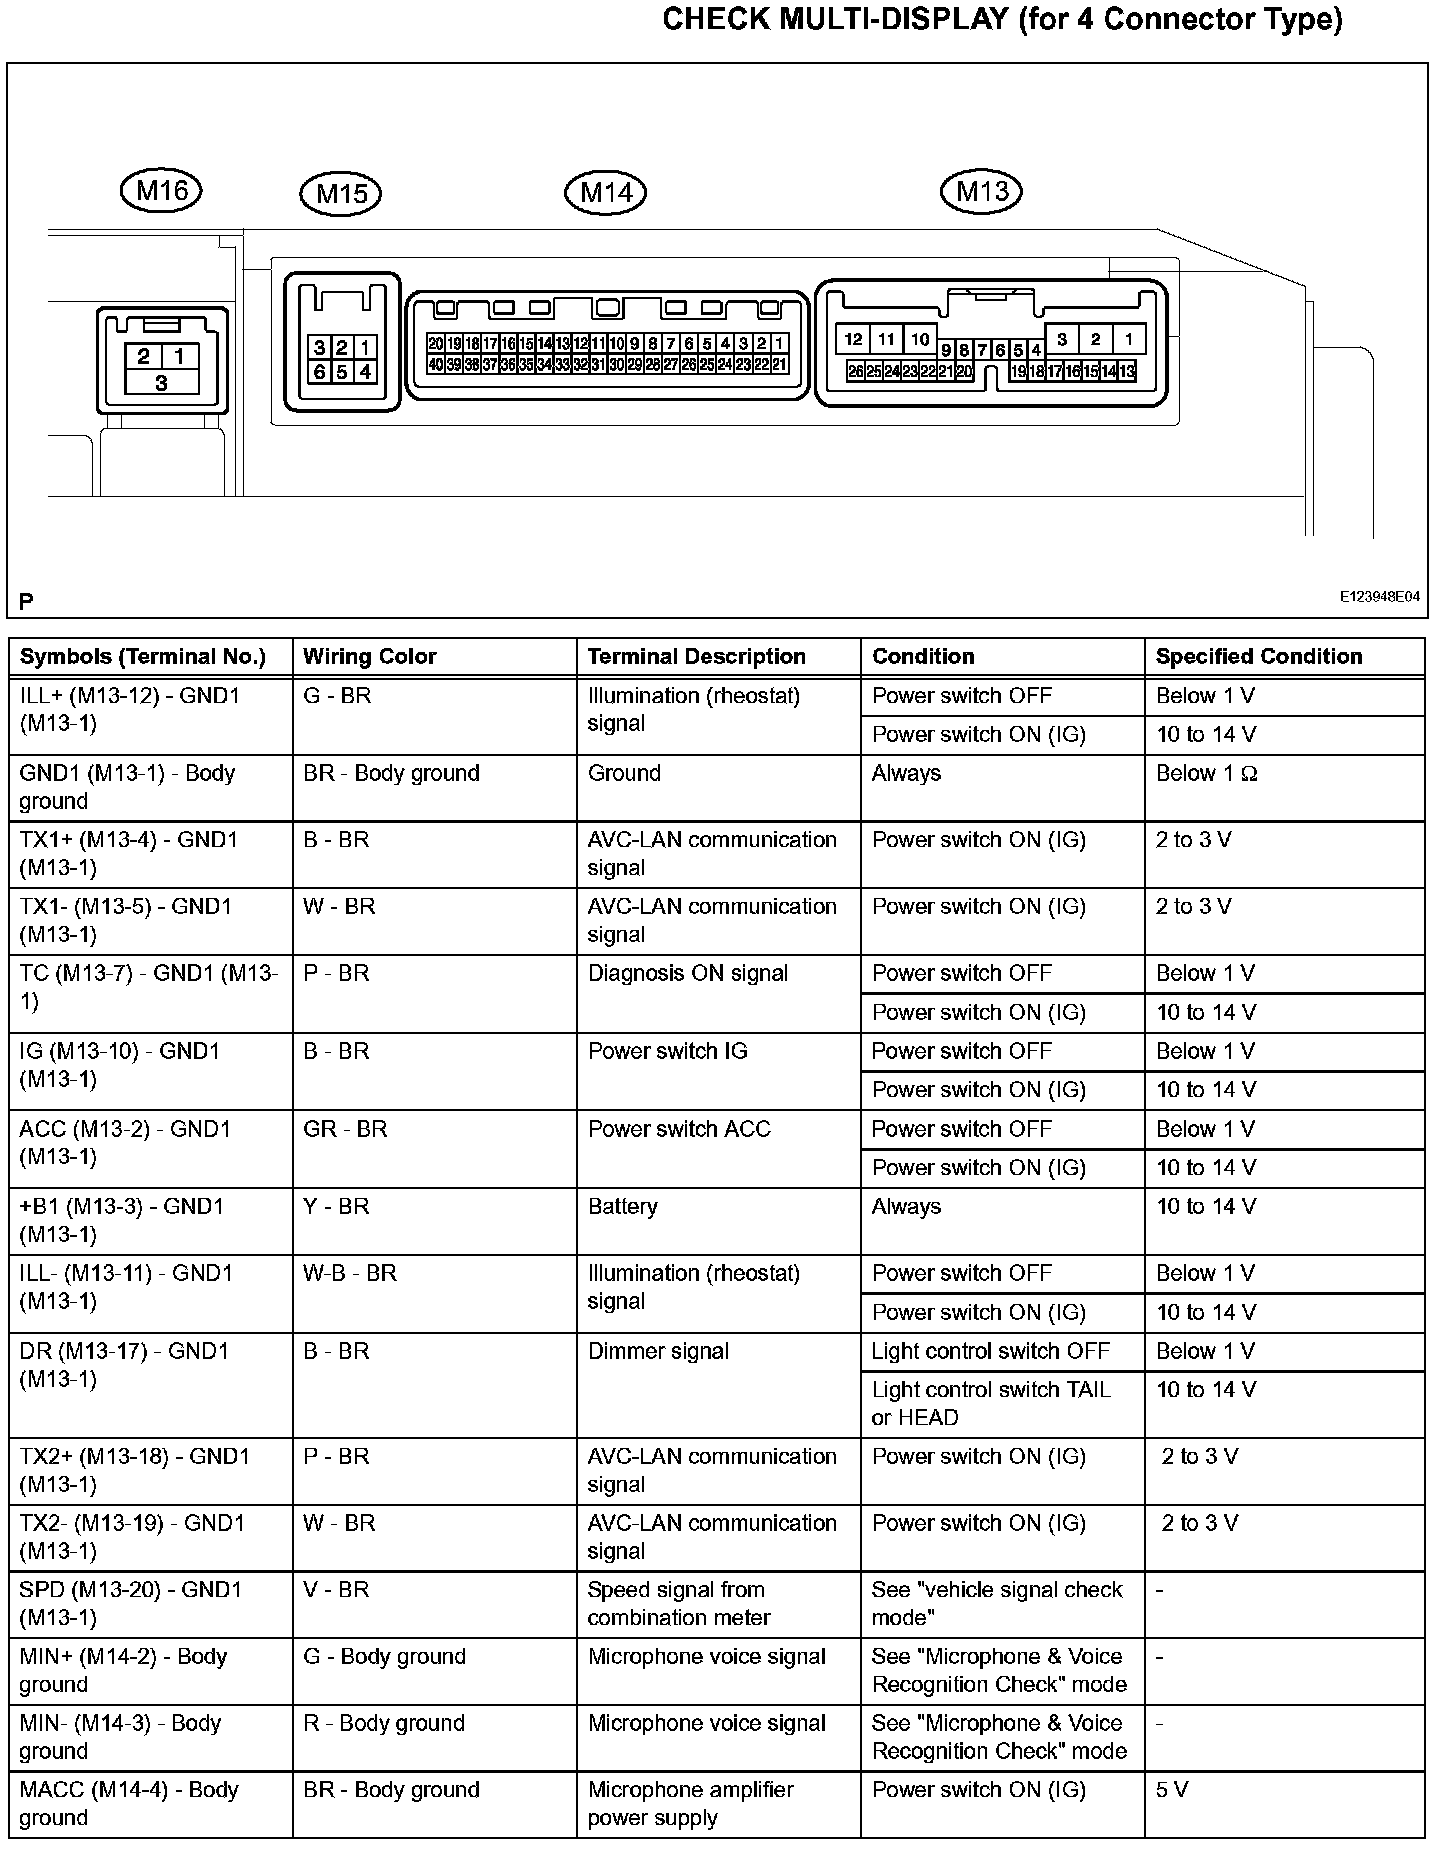 CHECK MULTI-DISPLAY (for 4 Connector Type)
M16 M15 M14 M13
2 1
3
3 2 1
6 5 4
20 19 18 17 16 15 14 13 12 11 10 9 8 7 6 5 4 3 2 1
40 39 38 37 36 35 34 33 32 31 30 29 28 27 26 25 24 23 22 21
12 11 10 9 8 7 6 5 4 3 2 1
26 25 24 23 22 21 20 19 18 17 16 15 14 13
P E123948E04
Symbols (Terminal No.) Wiring Color Terminal Description Condition Specified Condition
ILL+ (M13-12) - GND1 G - BR Illumination (rheostat) Power switch OFF Below 1 V
(M13-1) signal
Power switch ON (IG) 10 to 14 V
GND1 (M13-1) - Body BR - Body ground Ground Always Below 1 Ω
ground
TX1+ (M13-4) - GND1 B - BR AVC-LAN communication Power switch ON (IG) 2 to 3 V
(M13-1) signal
TX1- (M13-5) - GND1 W - BR AVC-LAN communication Power switch ON (IG) 2 to 3 V
(M13-1) signal
TC (M13-7) - GND1 (M13- P - BR Diagnosis ON signal Power switch OFF Below 1 V
1)
Power switch ON (IG) 10 to 14 V
IG (M13-10) - GND1 B - BR Power switch IG Power switch OFF Below 1 V
(M13-1)
Power switch ON (IG) 10 to 14 V
ACC (M13-2) - GND1 GR - BR Power switch ACC Power switch OFF Below 1 V
(M13-1)
Power switch ON (IG) 10 to 14 V
+B1 (M13-3) - GND1 Y - BR Battery Always 10 to 14 V
(M13-1)
ILL- (M13-11) - GND1 W-B - BR Illumination (rheostat) Power switch OFF Below 1 V
(M13-1) signal
Power switch ON (IG) 10 to 14 V
DR (M13-17) - GND1 B - BR Dimmer signal Light control switch OFF Below 1 V
(M13-1)
Light control switch TAIL 10 to 14 V
or HEAD
TX2+ (M13-18) - GND1 P - BR AVC-LAN communication Power switch ON (IG) 2 to 3 V
(M13-1) signal
TX2- (M13-19) - GND1 W - BR AVC-LAN communication Power switch ON (IG) 2 to 3 V
(M13-1) signal
SPD (M13-20) - GND1 V - BR Speed signal from See "vehicle signal check -
(M13-1) combination meter mode"
MIN+ (M14-2) - Body G - Body ground Microphone voice signal See "Microphone & Voice -
ground Recognition Check" mode
MIN- (M14-3) - Body R - Body ground Microphone voice signal See "Microphone & Voice -
ground Recognition Check" mode
MACC (M14-4) - Body BR - Body ground Microphone amplifier Power switch ON (IG) 5 V
ground power supply